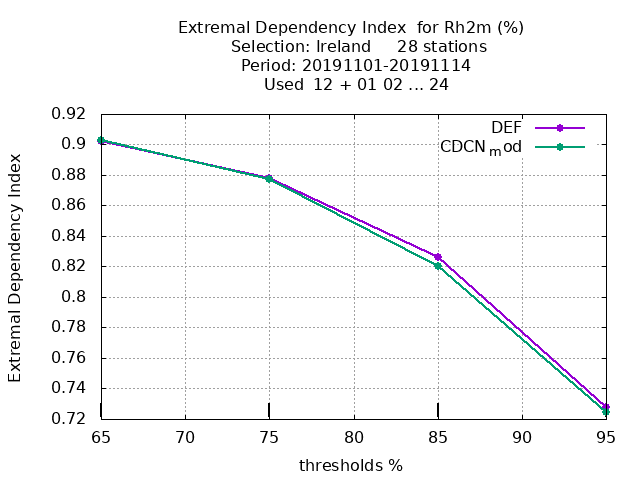 Extremal Dependency Index  for Rh2m (%)
Selection: Ireland     28 stations
Period: 20191101-20191114
Used  12 + 01 02 ... 24
DEF
CDCN_mod
Extremal Dependency Index
0.92
0.9
0.88
0.86
0.84
0.82
0.8
0.78
0.76
0.74
0.72
65 70 75 80 85 90 95
thresholds %